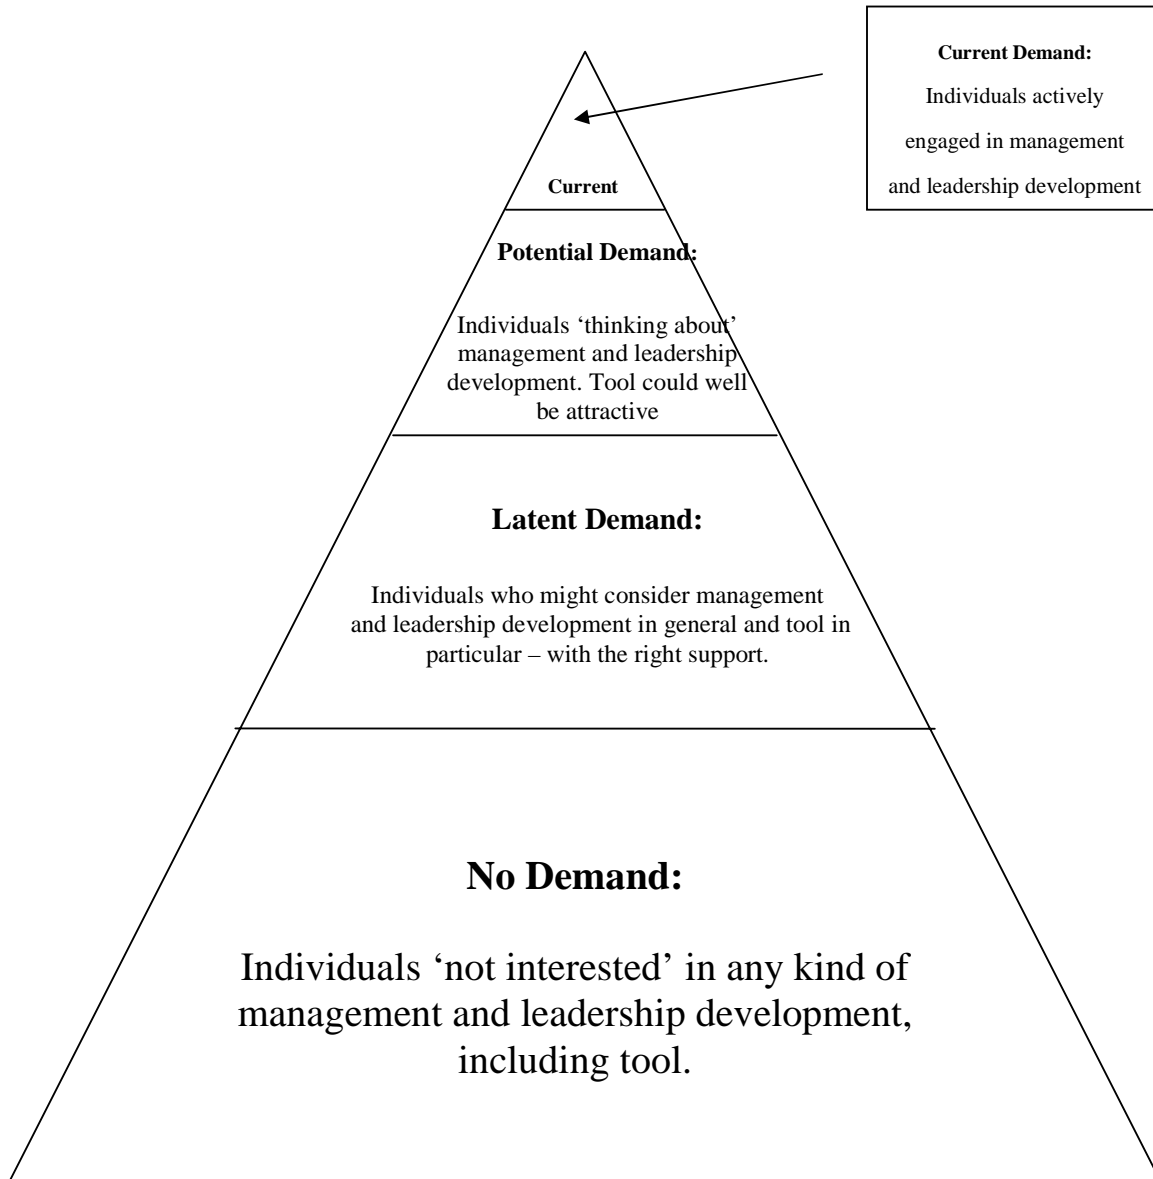 Current Demand:
Individuals actively
engaged in management
and leadership development
Current
Potential Demand:
Individuals ‘thinking about’
management and leadership
development. Tool could well
be attractive
Latent Demand:
Individuals who might consider management
and leadership development in general and tool in
particular – with the right support.
No Demand:
Individuals ‘not interested’ in any kind of
management and leadership development,
including tool.